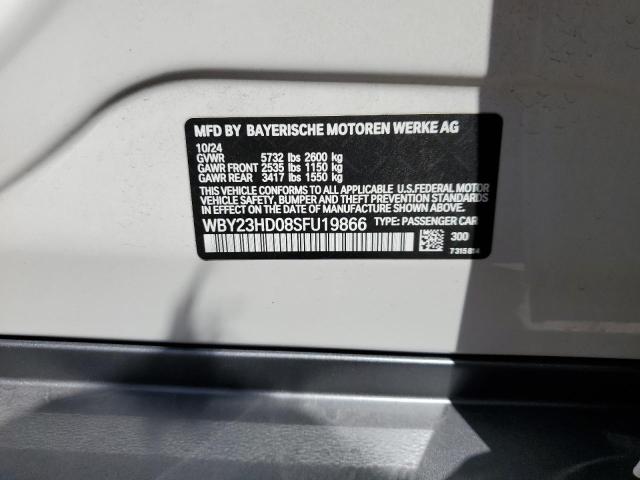 MFD BY BAYERISCHE MOTOREN WERKE AG
10/24
GVWR 5732 lbs 2600 kg
GAWR FRONT 2535 lbs 1150 kg
GAWR REAR 3417 lbs 1550 kg
THIS VEHICLE CONFORMS TO ALL APPLICABLE U.S. FEDERAL MOTOR
VEHICLE SAFETY, BUMPER, AND THEFT PREVENTION
STANDARDS IN EFFECT ON THE DATE OF MANUFACTURE SHOWN ABOVE.
WBY23HD08SFU19866 TYPE: PASSENGER CAR
300
7315814